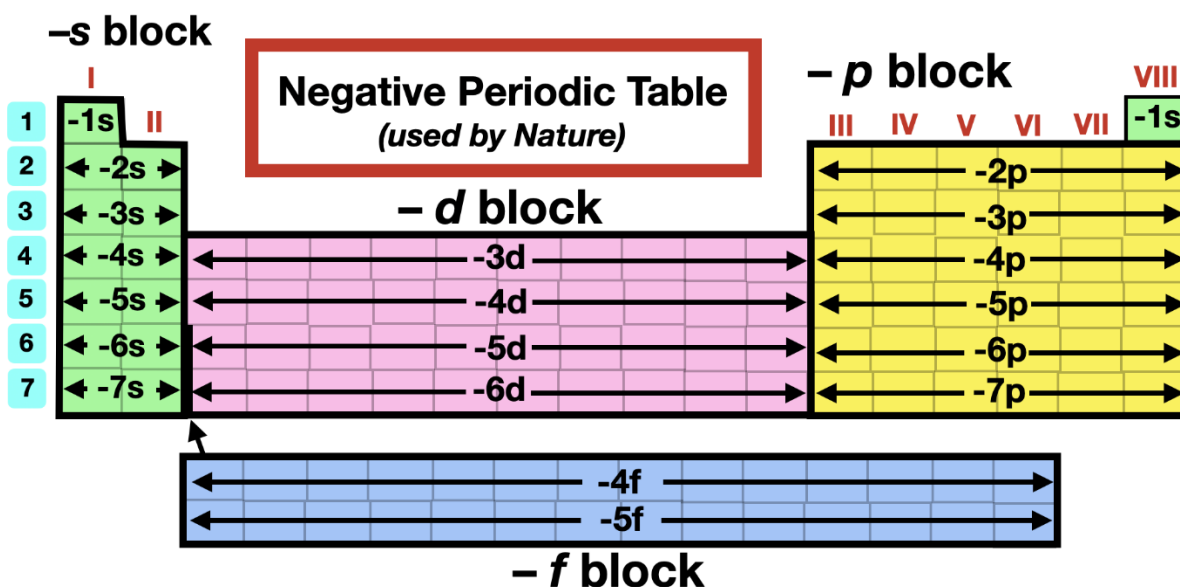 –s block
Negative Periodic Table
(used by Nature)
– p block
I
II
III
IV
V
VI
VII
VIII
1
-1s
-1s
2
-2s
-2p
3
-3s
-3p
– d block
4
-4s
-3d
-4p
5
-5s
-4d
-5p
6
-6s
-5d
-6p
7
-7s
-6d
-7p
-4f
-5f
– f block